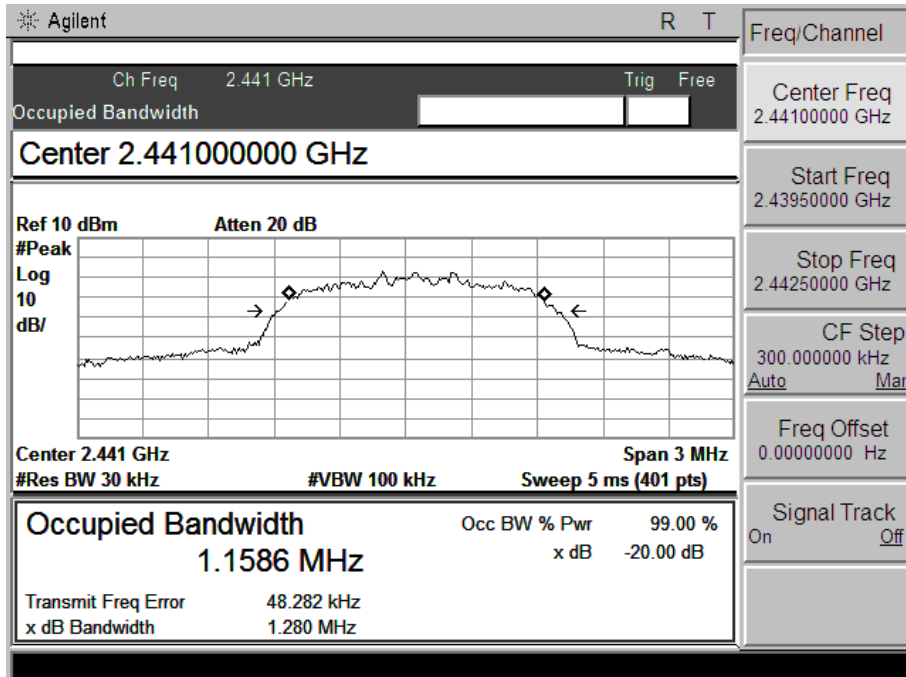 Agilent R T
Ch Freq 2.441 GHz Trig Free
Occupied Bandwidth
Center 2.441000000 GHz
Ref 10 dBm Atten 20 dB
#Peak
Log
10
dB/
Center 2.441 GHz Span 3 MHz
#Res BW 30 kHz #VBW 100 kHz Sweep 5 ms (401 pts)
Occupied Bandwidth Occ BW % Pwr 99.00 %
1.1586 MHz x dB -20.00 dB
Transmit Freq Error 48.282 kHz
x dB Bandwidth 1.280 MHz
Freq/Channel
Center Freq
2.44100000 GHz
Start Freq
2.43950000 GHz
Stop Freq
2.44250000 GHz
CF Step
300.000000 kHz
Auto Man
Freq Offset
0.00000000 Hz
Signal Track
On Off